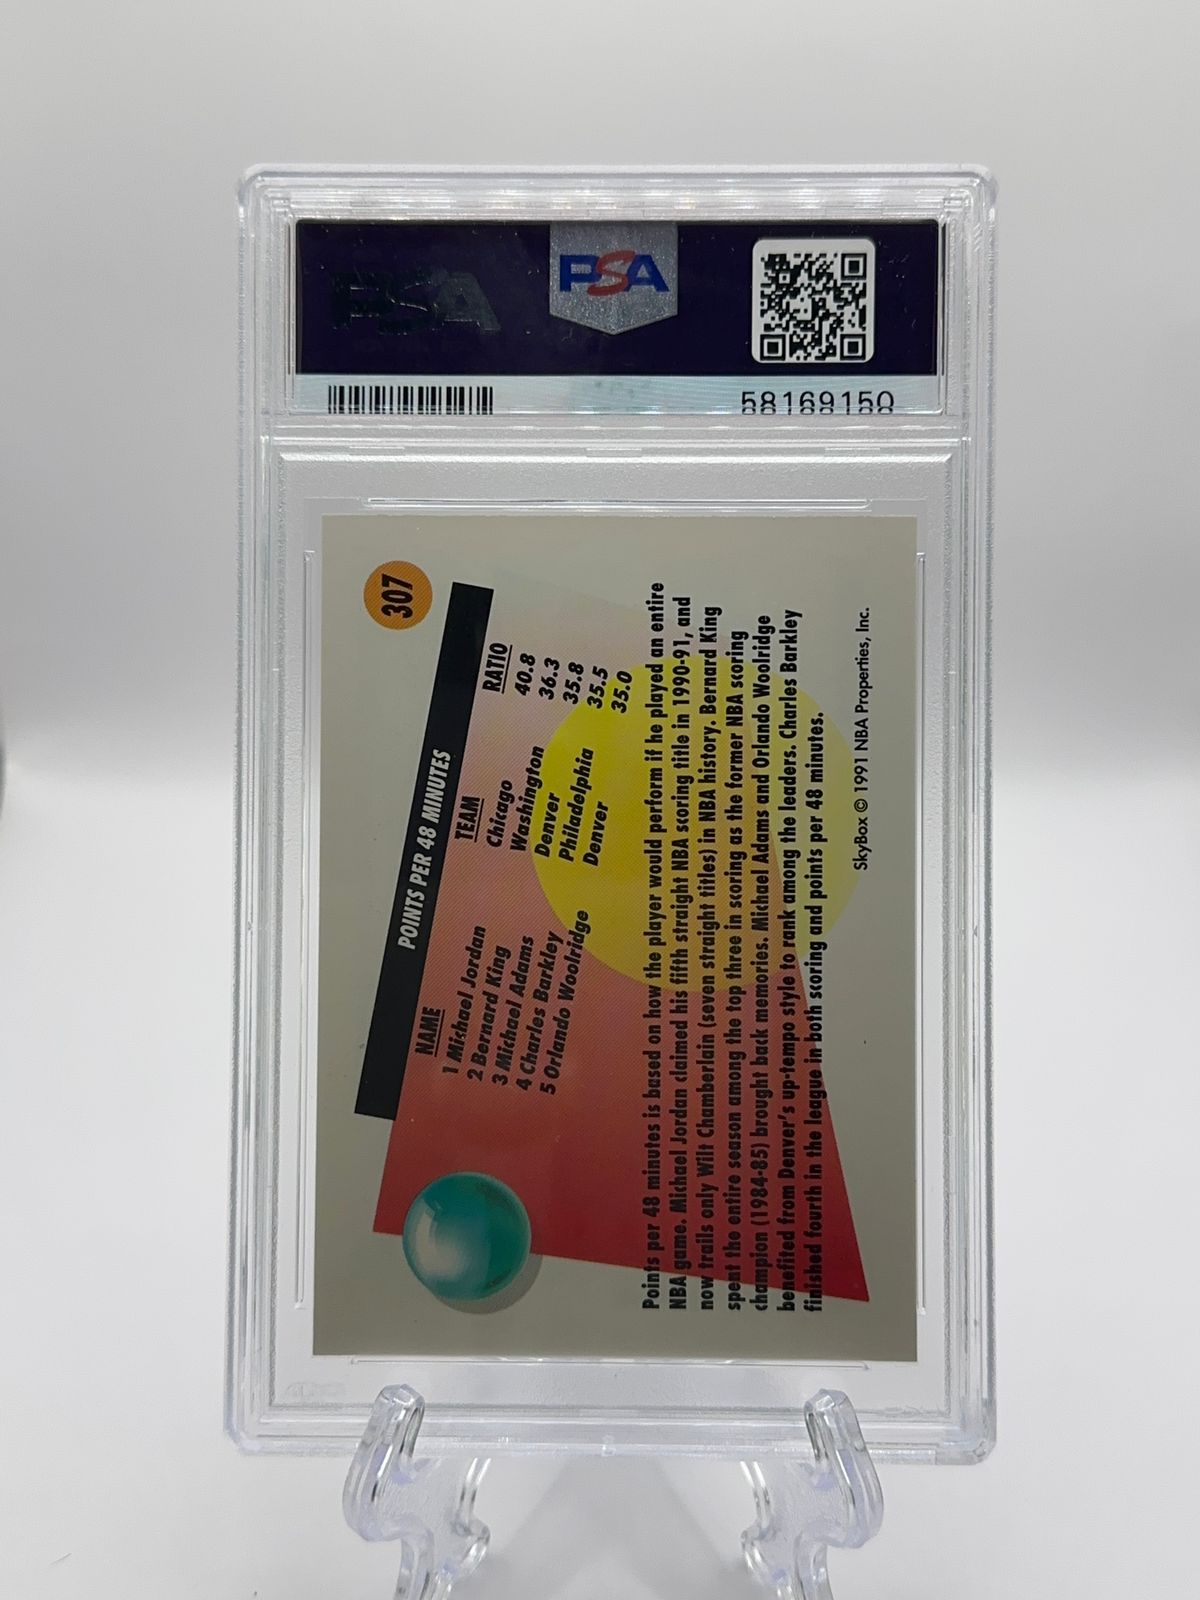 PSA
PSA
58169150
307
POINTS PER 48 MINUTES
NAME TEAM RATIO
1 Michael Jordan Chicago 40.8
2 Bernard King Washington 36.3
3 Michael Adams Denver 35.8
4 Charles Barkley Philadelphia 35.5
5 Orlando Woolridge Denver 35.0
Points per 48 minutes is based on how the player would perform if he played an entire
NBA game. Michael Jordan claimed his fifth straight NBA scoring title in 1990-91, and
now trails only Wilt Chamberlain (seven straight titles) in NBA history. Bernard King
spent the entire season among the top three in scoring as the former NBA scoring
champion (1984-85) brought back memories. Michael Adams and Orlando Woolridge
benefited from Denver's up-tempo style to rank among the leaders. Charles Barkley
finished fourth in the league in both scoring and points per 48 minutes.
SkyBox © 1991 NBA Properties, Inc.